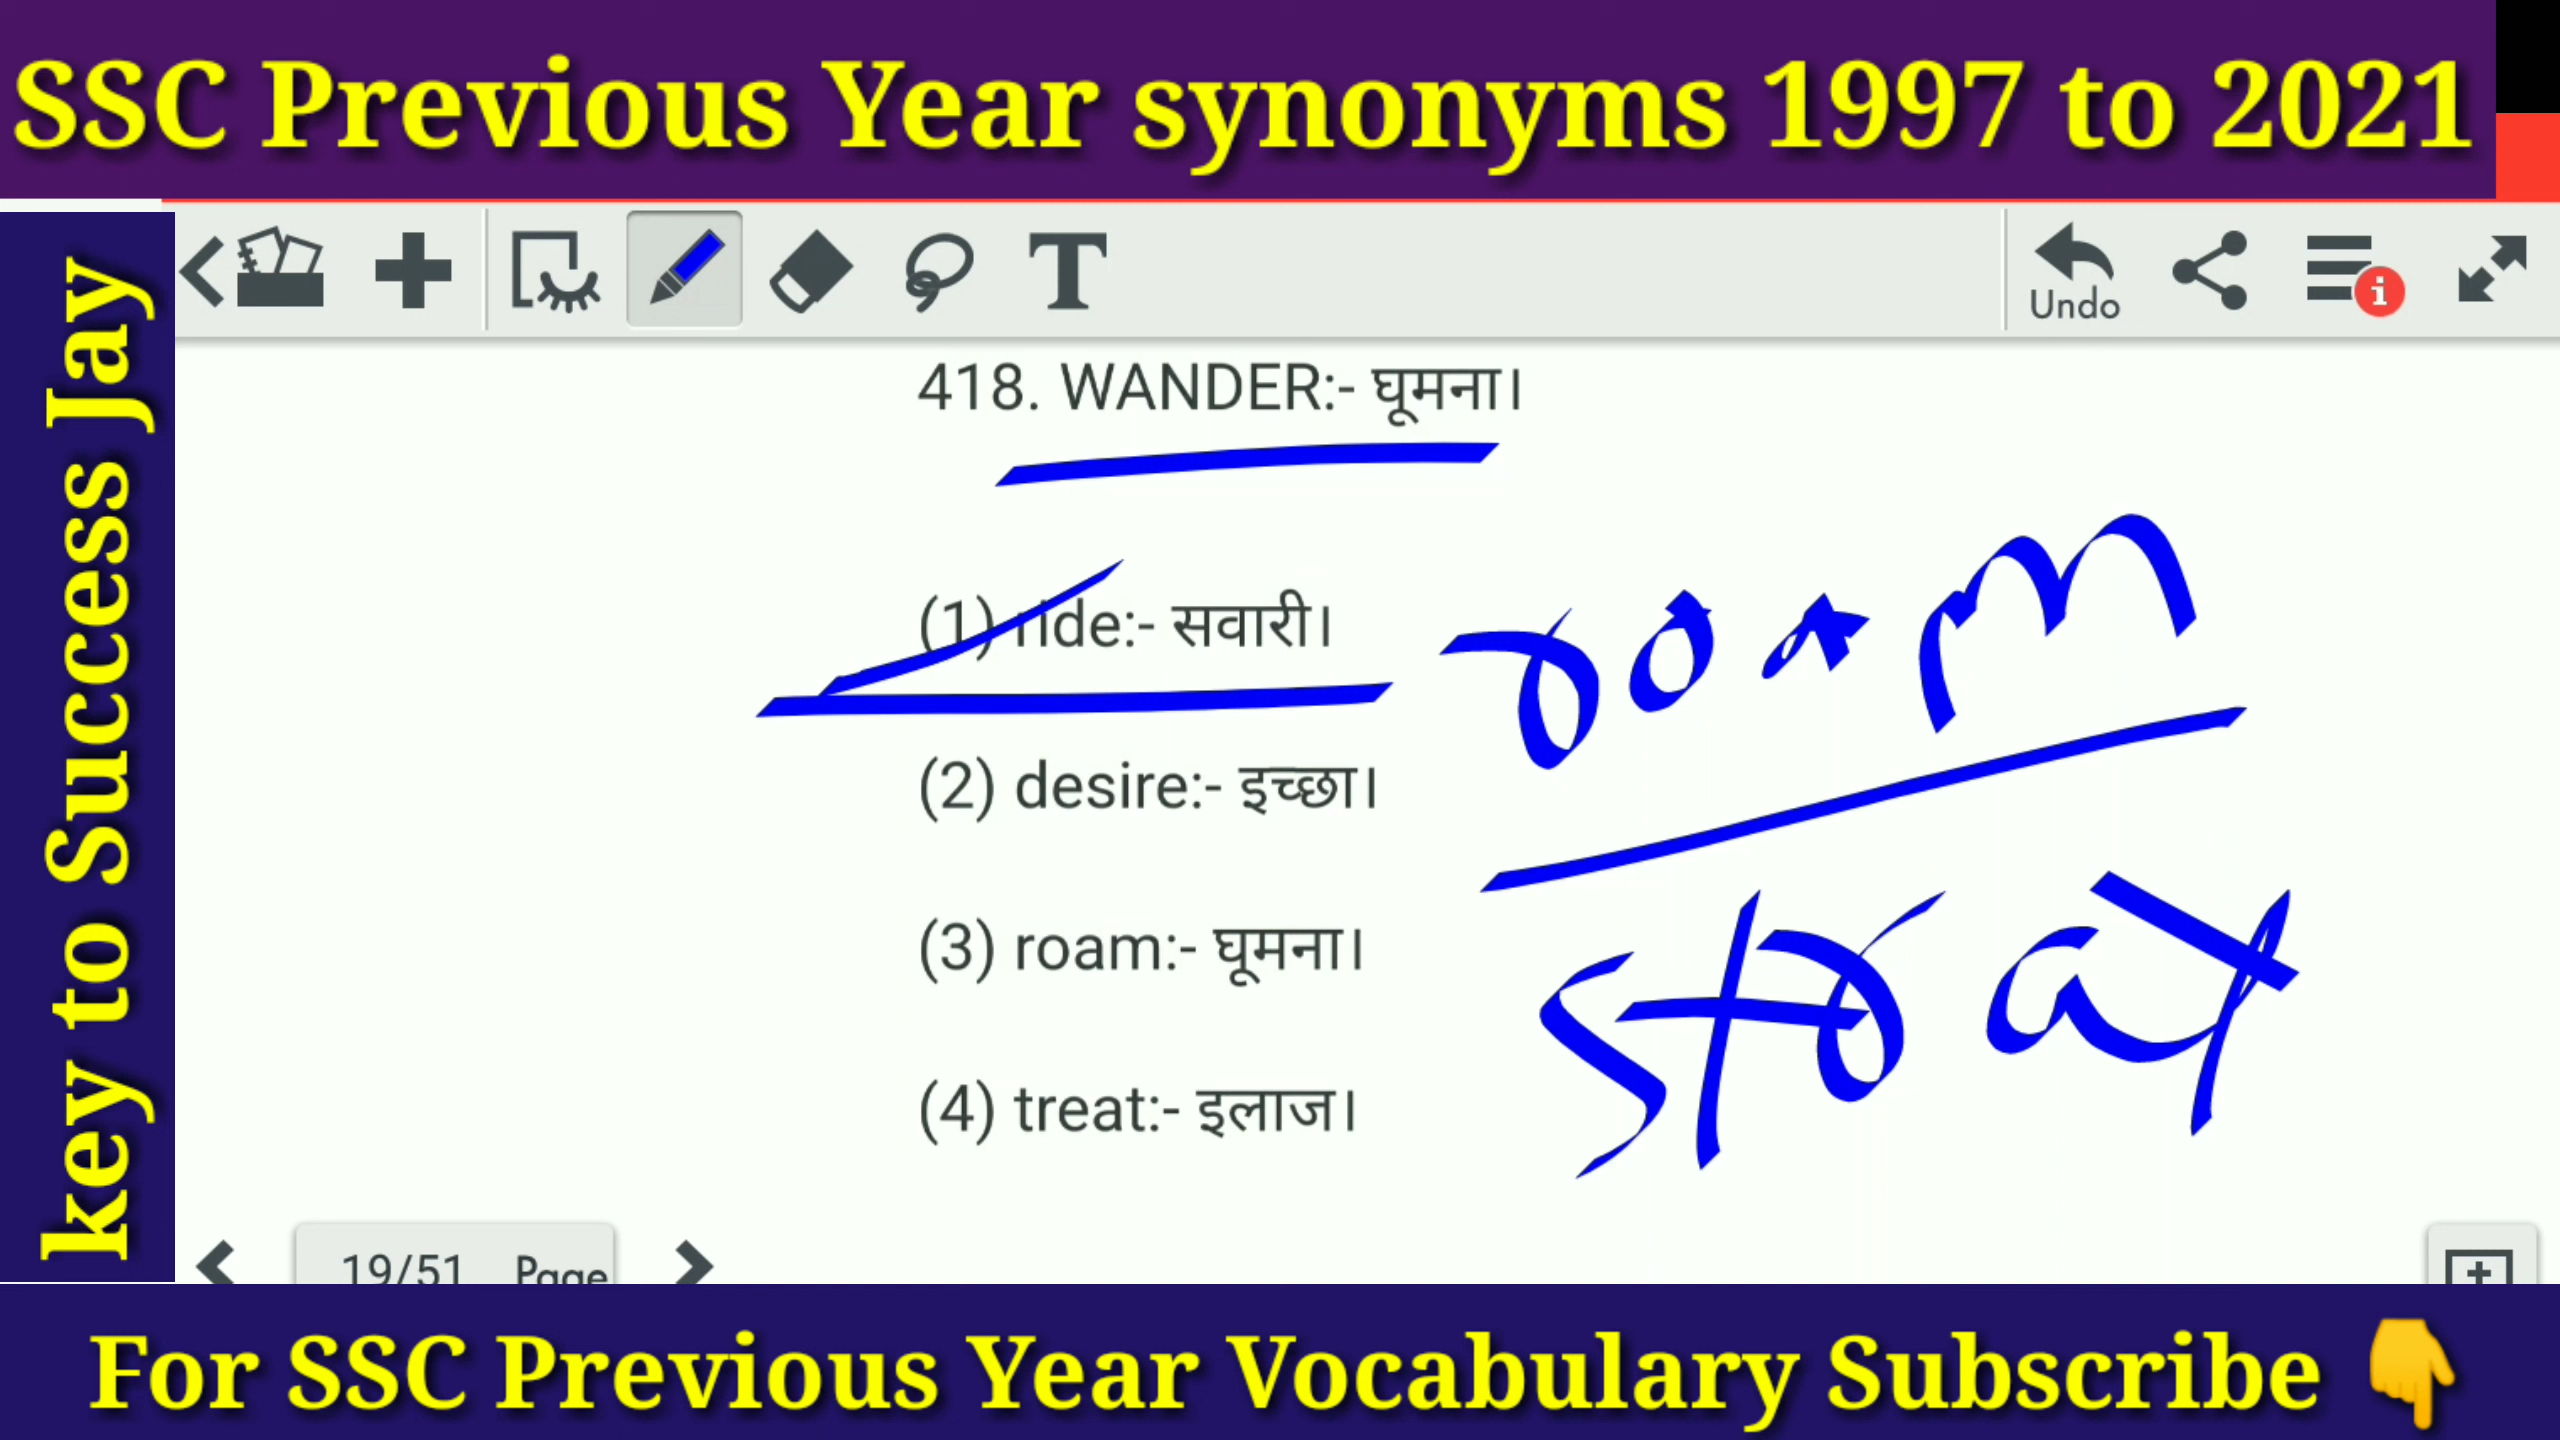 SSC Previous Year synonyms 1997 to 2021
key to Success Jay
T
Undo
i
418. WANDER:- घूमना।
(1) ride:- सवारी।
(2) desire:- इच्छा।
(3) roam:- घूमना।
(4) treat:- इलाज।
roam
stray
19/51 Page
For SSC Previous Year Vocabulary Subscribe 👇